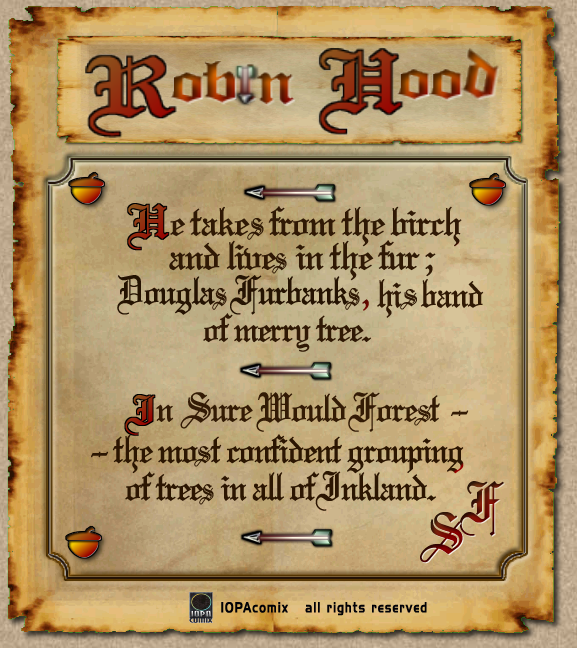 Robin Hood
He takes from the birch
and lives in the fur ;
Douglas Furbanks, his band
of merry tree.
In Sure Would Forest –
– the most confident grouping
of trees in all of Inkland.
SF
IOPA IOPAcomix all rights reserved